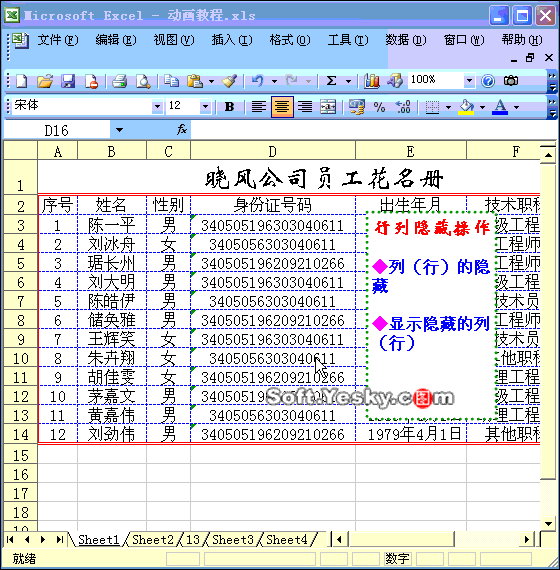 Microsoft Excel - 动画教程.xls
文件(F) 编辑(E) 视图(V) 插入(I) 格式(O) 工具(T) 数据(D) 窗口(W) 帮助(H)
100%
宋体 12 B
D16 fx
A B C D E F
1 晓风公司员工花名册
2 序号 姓名 性别 身份证号码 出生年月 技术职称
3 1 陈一平 男 340505196303040611 级工程
4 2 刘冰舟 女 3405056303040611 工程师
5 3 琚长州 男 340505196209210266 级工程
6 4 刘大明 男 340505196303040611 工程师
7 5 陈皓伊 男 3405056303040611 技术员
8 6 储奂雅 男 340505196209210266 工程师
9 7 王辉笑 女 340505196303040611 技术员
10 8 朱卉翔 女 3405056303040611 他职称
11 9 胡佳雯 女 340505196209210266 理工程
12 10 茅嘉文 男 级工程
13 11 黄嘉伟 男 3405056303040611 理工程
14 12 刘劲伟 男 340505196209210266 1979年4月1日 其他职称
15
16
17
18
行列隐藏操作
◆列（行）的隐
藏
◆显示隐藏的列
（行）
Soft.Yesky.com
Sheet1 Sheet2 13 Sheet3 Sheet4
就绪 数字